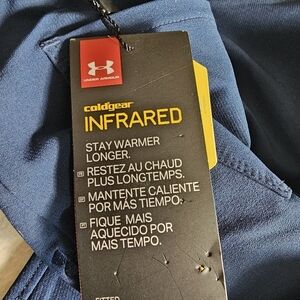 UNDER ARMOUR
coldgear
INFRARED
STAY WARMER
LONGER.
RESTEZ AU CHAUD
PLUS LONGTEMPS.
MANTENTE CALIENTE
POR MÁS TIEMPO.
FIQUE MAIS
AQUECIDO POR
MAIS TEMPO.
FITTED